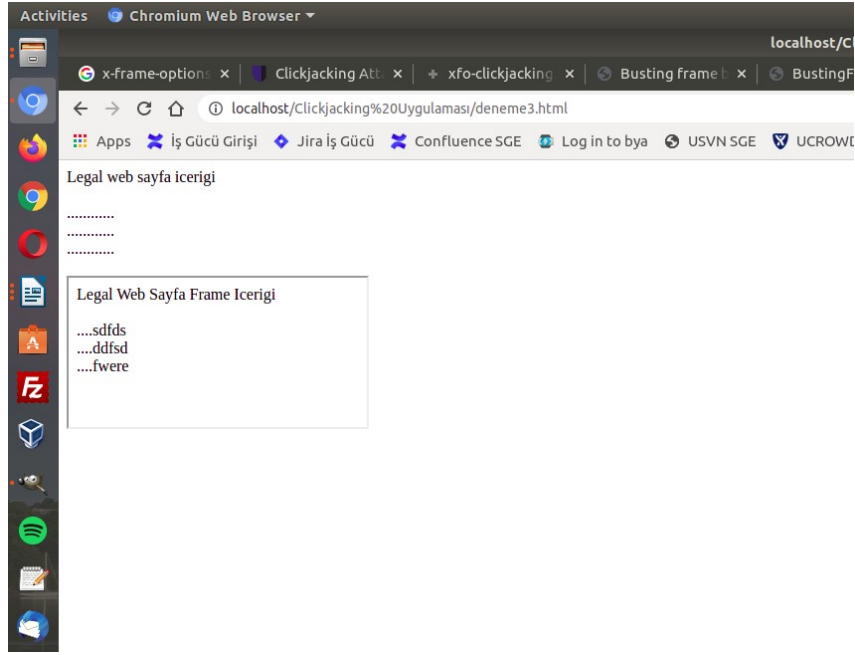 Activities Chromium Web Browser
localhost/Cl
x-frame-options Clickjacking Att xfo-clickjacking Busting frame b BustingF
localhost/Clickjacking%20Uygulaması/deneme3.html
Apps İş Gücü Girişi Jira İş Gücü Confluence SGE Log in to bya USVN SGE UCROWD
Legal web sayfa icerigi
............
............
............
Legal Web Sayfa Frame Icerigi
....sdfds
....ddfsd
....fwere